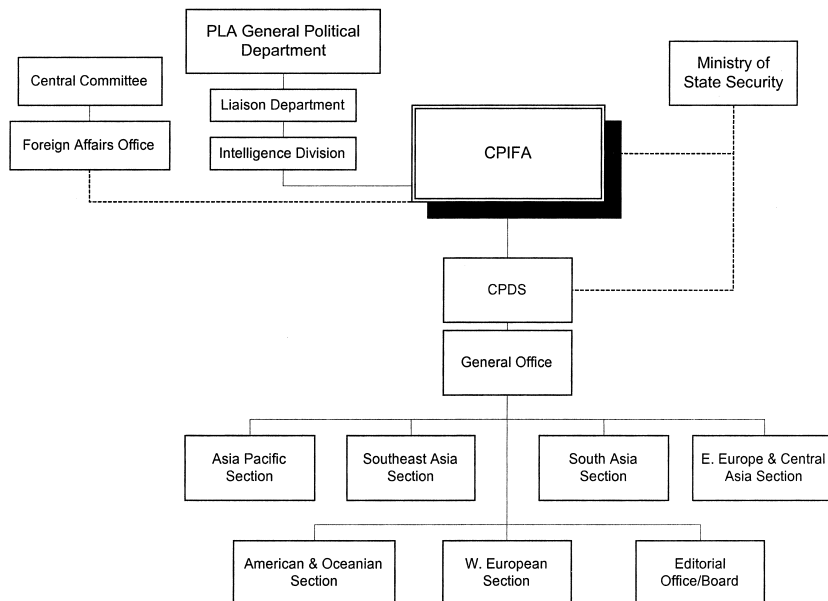 PLA General Political
Department
Ministry of
State Security
Central Committee
Liaison Department
Foreign Affairs Office
Intelligence Division
CPIFA
CPDS
General Office
Asia Pacific
Section
Southeast Asia
Section
South Asia
Section
E. Europe & Central
Asia Section
American & Oceanian
Section
W. European
Section
Editorial
Office/Board